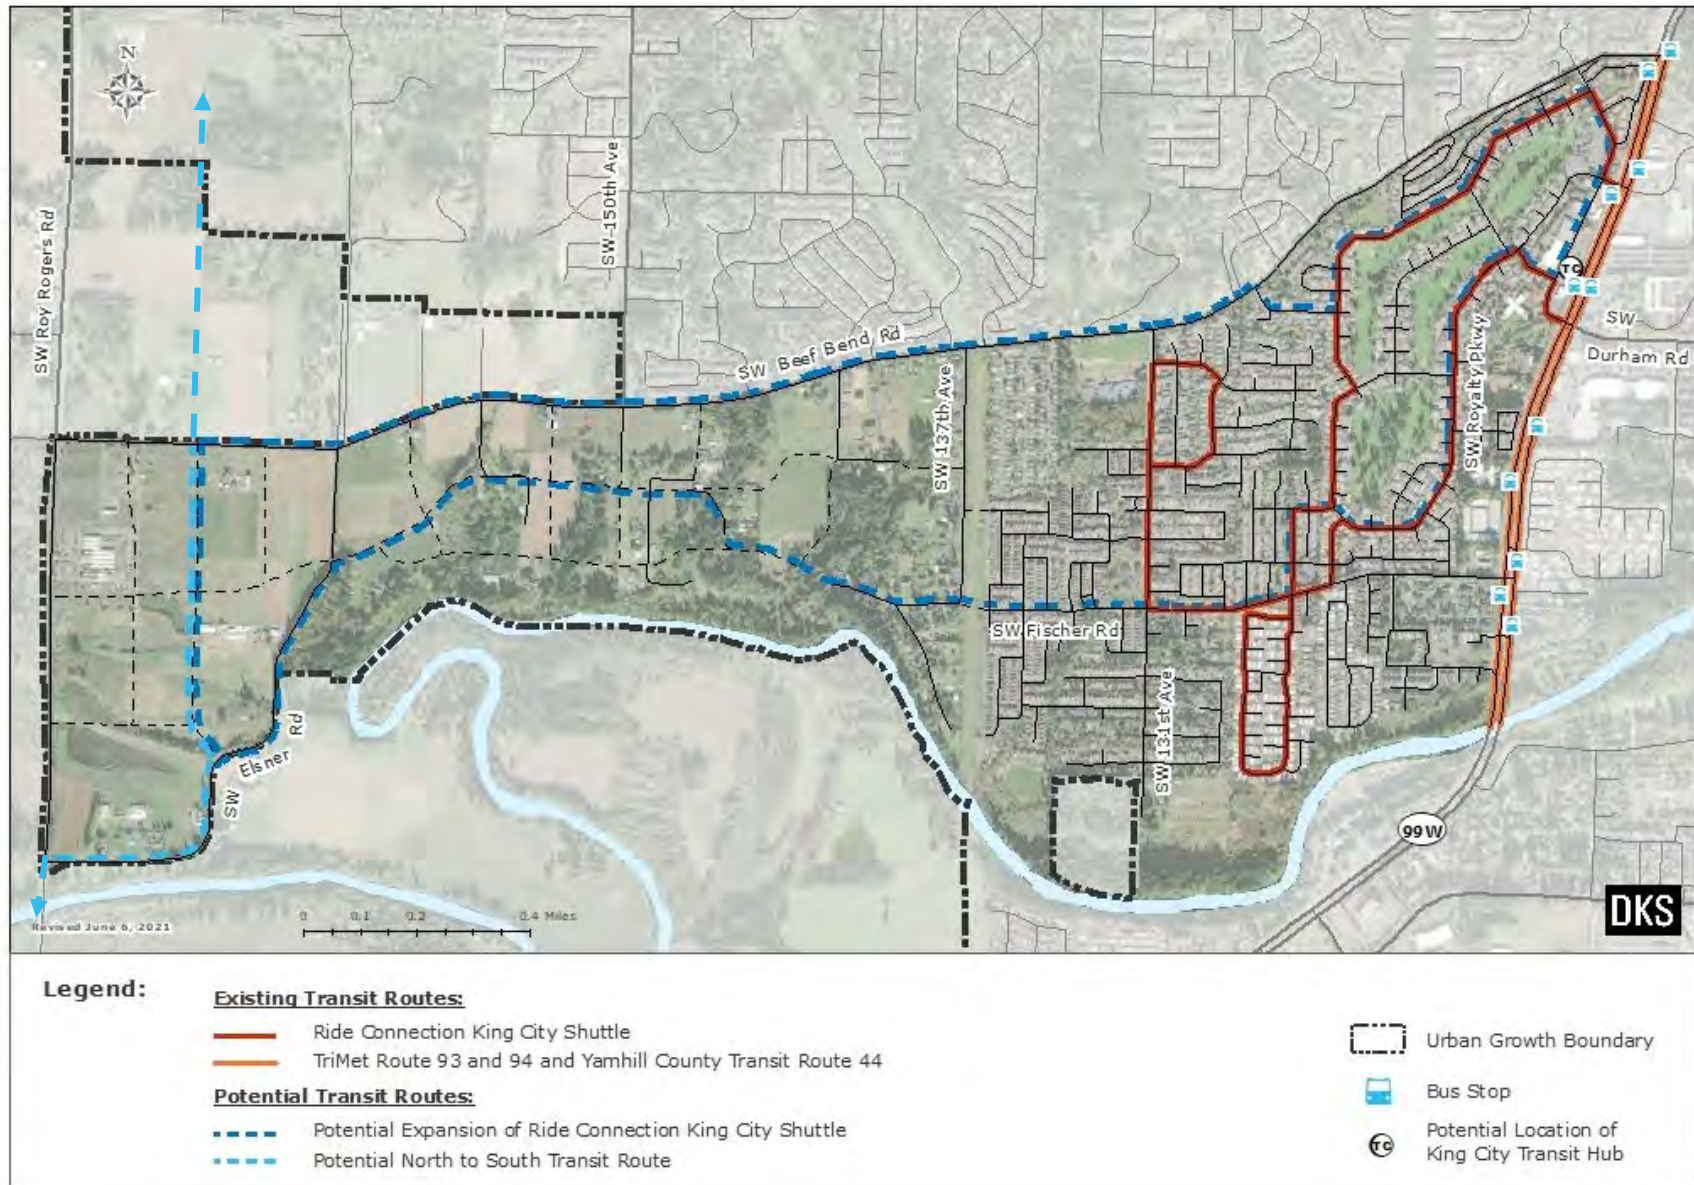 N
SW Roy Rogers Rd
SW 150th Ave
SW Beef Bend Rd
SW 137th Ave
SW Royalty Pkwy
TC
SW
Durham Rd
SW Fischer Rd
SW 131st Ave
SW
Elsner
Rd
99W
Revised June 6, 2021
0 0.1 0.2 0.4 Miles
DKS
Legend:
Existing Transit Routes:
Ride Connection King City Shuttle
TriMet Route 93 and 94 and Yamhill County Transit Route 44
Potential Transit Routes:
Potential Expansion of Ride Connection King City Shuttle
Potential North to South Transit Route
Urban Growth Boundary
Bus Stop
TC
Potential Location of
King City Transit Hub